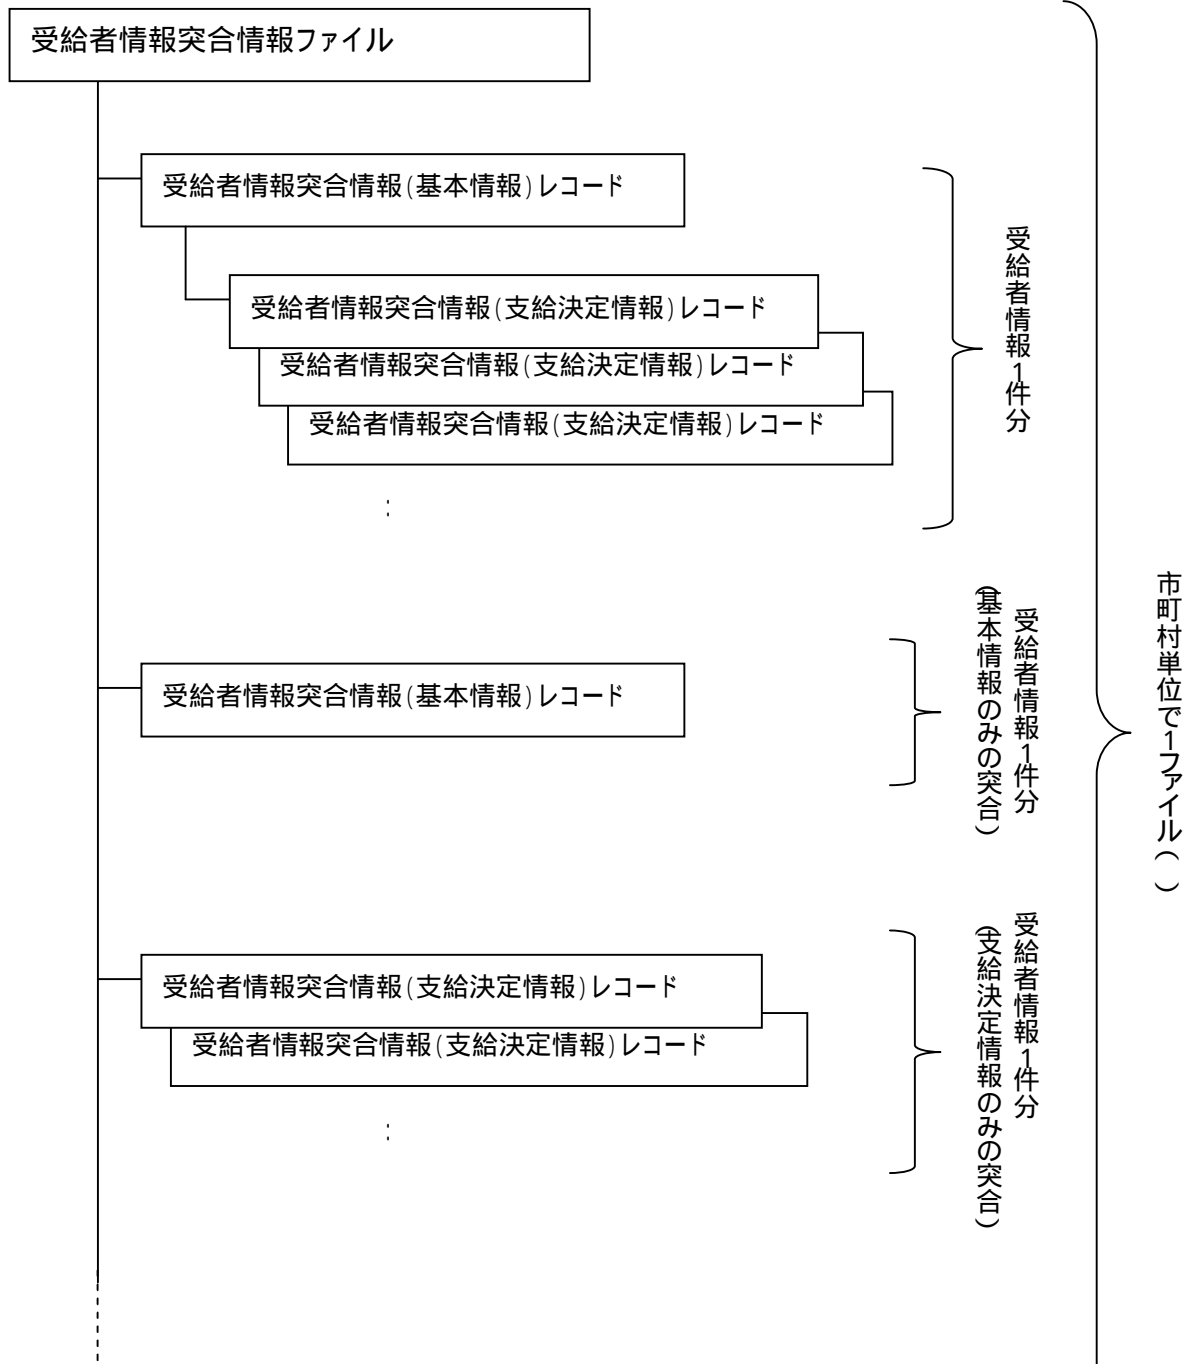 受給者情報突合情報ファイル
受給者情報突合情報(基本情報)レコード
受給者情報突合情報(支給決定情報)レコード
受給者情報突合情報(支給決定情報)レコード
受給者情報突合情報(支給決定情報)レコード
受給者情報1件分
受給者情報突合情報(基本情報)レコード
受給者情報1件分
(基本情報のみの突合)
受給者情報突合情報(支給決定情報)レコード
受給者情報突合情報(支給決定情報)レコード
受給者情報1件分
(支給決定情報のみの突合)
市町村単位で1ファイル( )